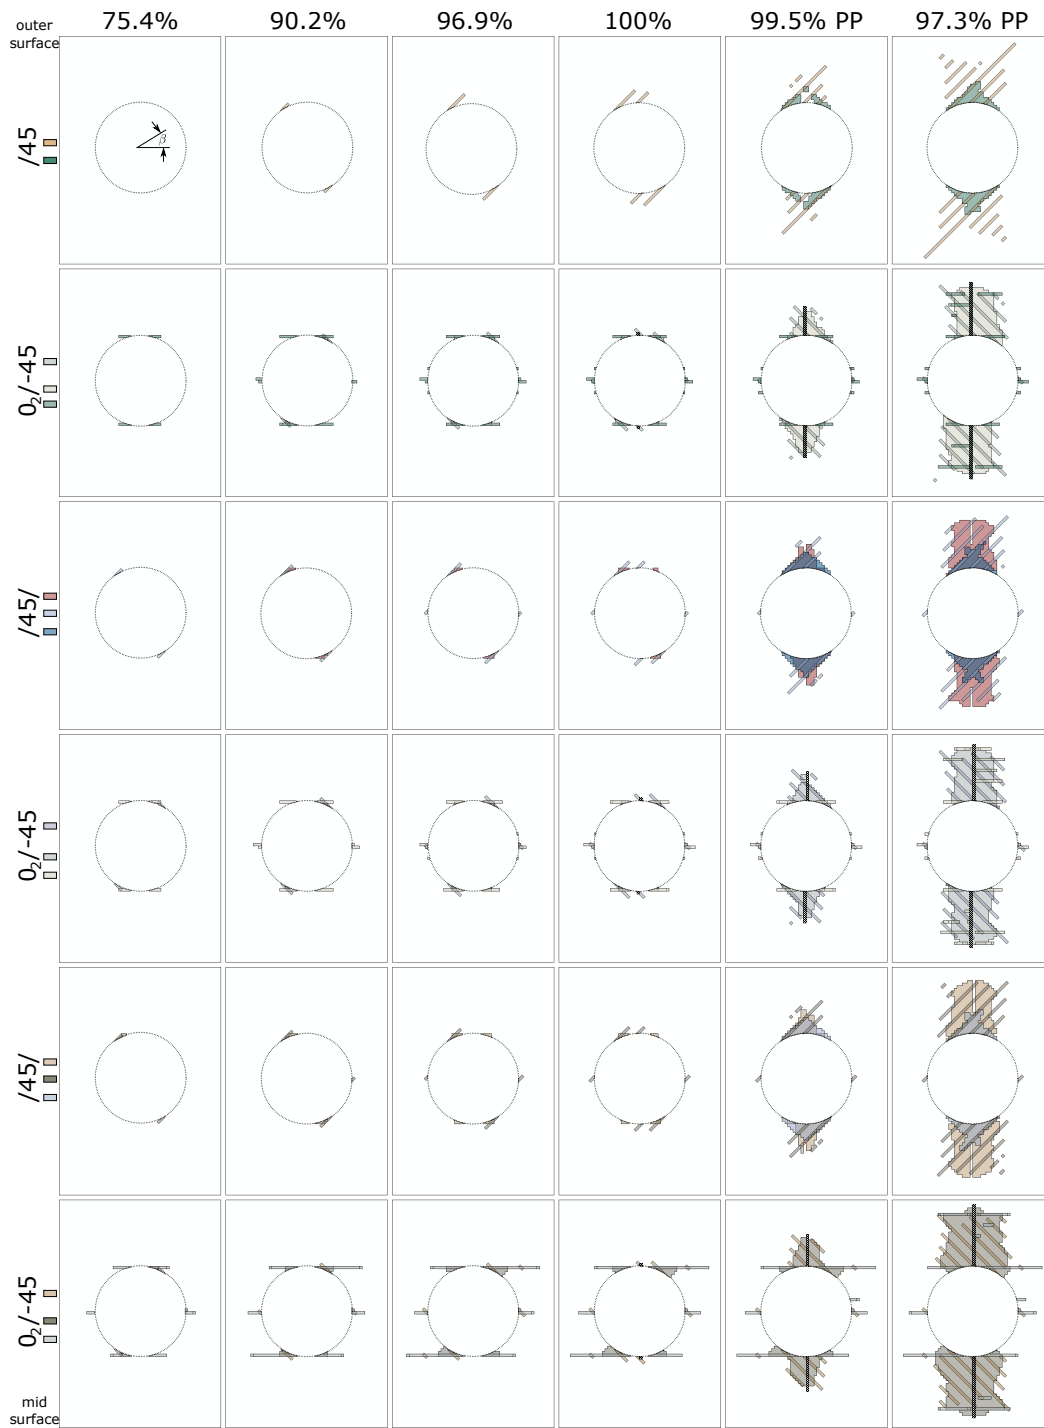 outer
surface
75.4% 90.2% 96.9% 100% 99.5% PP 97.3% PP
β
/45
0₂/-45
/45/
0₂/-45
/45/
0₂/-45
mid
surface